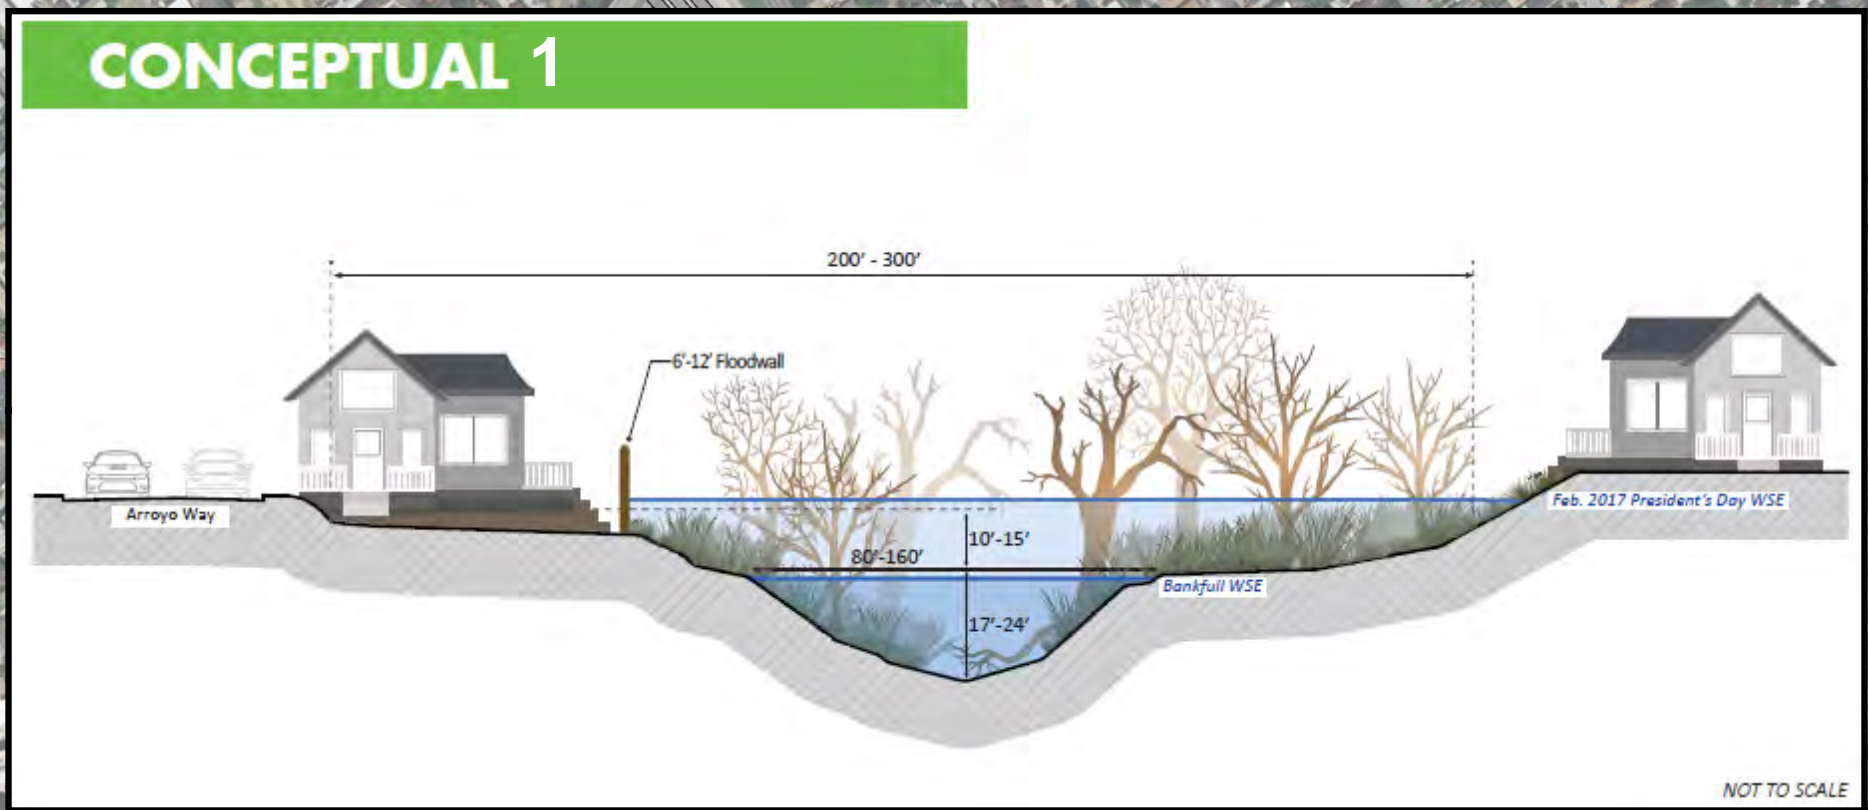 CONCEPTUAL 1
200' - 300'
6'-12' Floodwall
Arroyo Way
Feb. 2017 President's Day WSE
10'-15'
80'-160'
Bankfull WSE
17'-24'
NOT TO SCALE